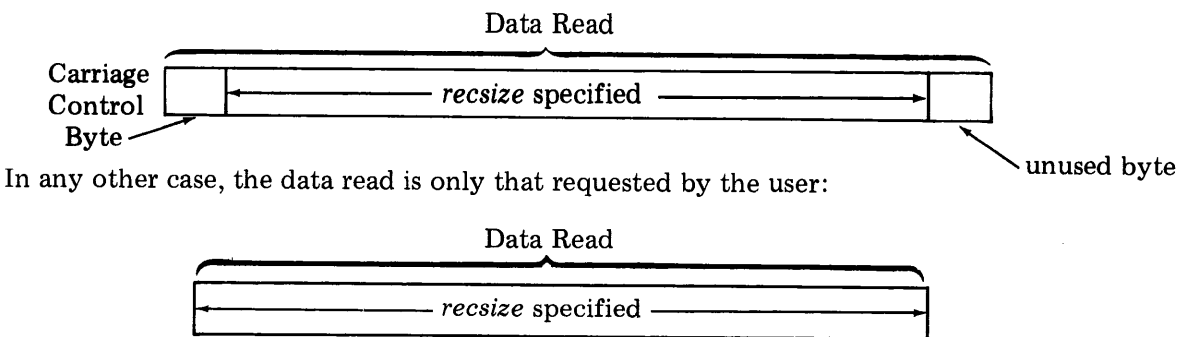 Data Read
Carriage
Control
Byte
recsize specified
unused byte
In any other case, the data read is only that requested by the user:
Data Read
recsize specified